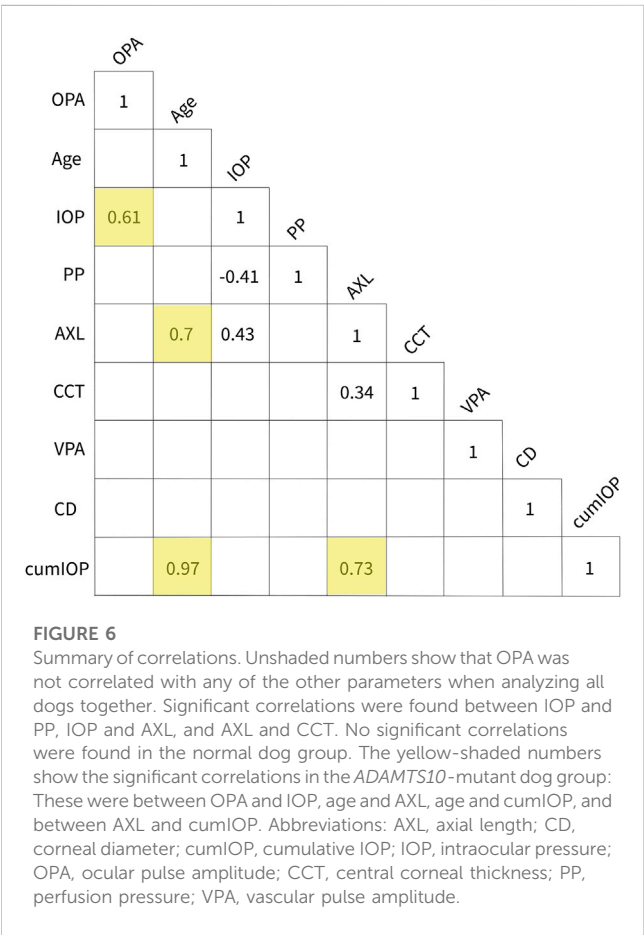 OPA
OPA 1 Age
Age 1 IOP
IOP 0.61 1 PP
PP -0.41 1 AXL
AXL 0.7 0.43 1 CCT
CCT 0.34 1 VPA
VPA 1 CD
CD 1 cumIOP
cumIOP 0.97 0.73 1
FIGURE 6
Summary of correlations. Unshaded numbers show that OPA was
not correlated with any of the other parameters when analyzing all
dogs together. Significant correlations were found between IOP and
PP, IOP and AXL, and AXL and CCT. No significant correlations
were found in the normal dog group. The yellow-shaded numbers
show the significant correlations in the ADAMTS10-mutant dog group:
These were between OPA and IOP, age and AXL, age and cumIOP, and
between AXL and cumIOP. Abbreviations: AXL, axial length; CD,
corneal diameter; cumIOP, cumulative IOP; IOP, intraocular pressure;
OPA, ocular pulse amplitude; CCT, central corneal thickness; PP,
perfusion pressure; VPA, vascular pulse amplitude.